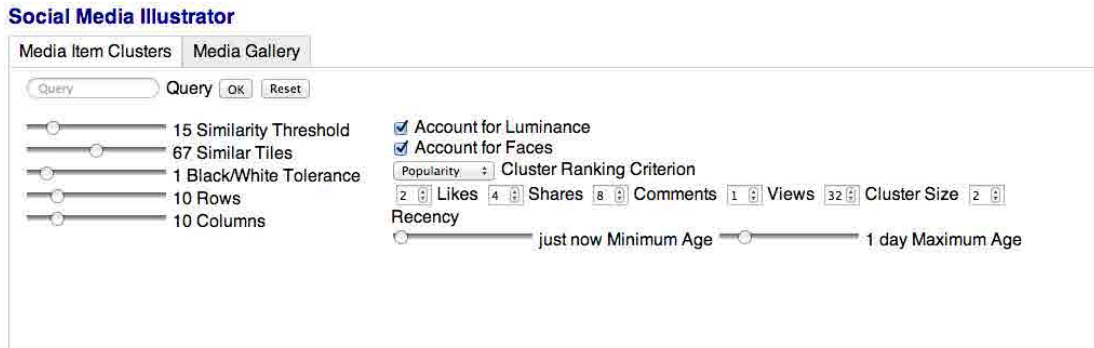 Social Media Illustrator
Media Item Clusters Media Gallery
Query Query OK Reset
15 Similarity Threshold
67 Similar Tiles
1 Black/White Tolerance
10 Rows
10 Columns
Account for Luminance
Account for Faces
Popularity Cluster Ranking Criterion
2 Likes 4 Shares 8 Comments 1 Views 32 Cluster Size 2
Recency
just now Minimum Age 1 day Maximum Age